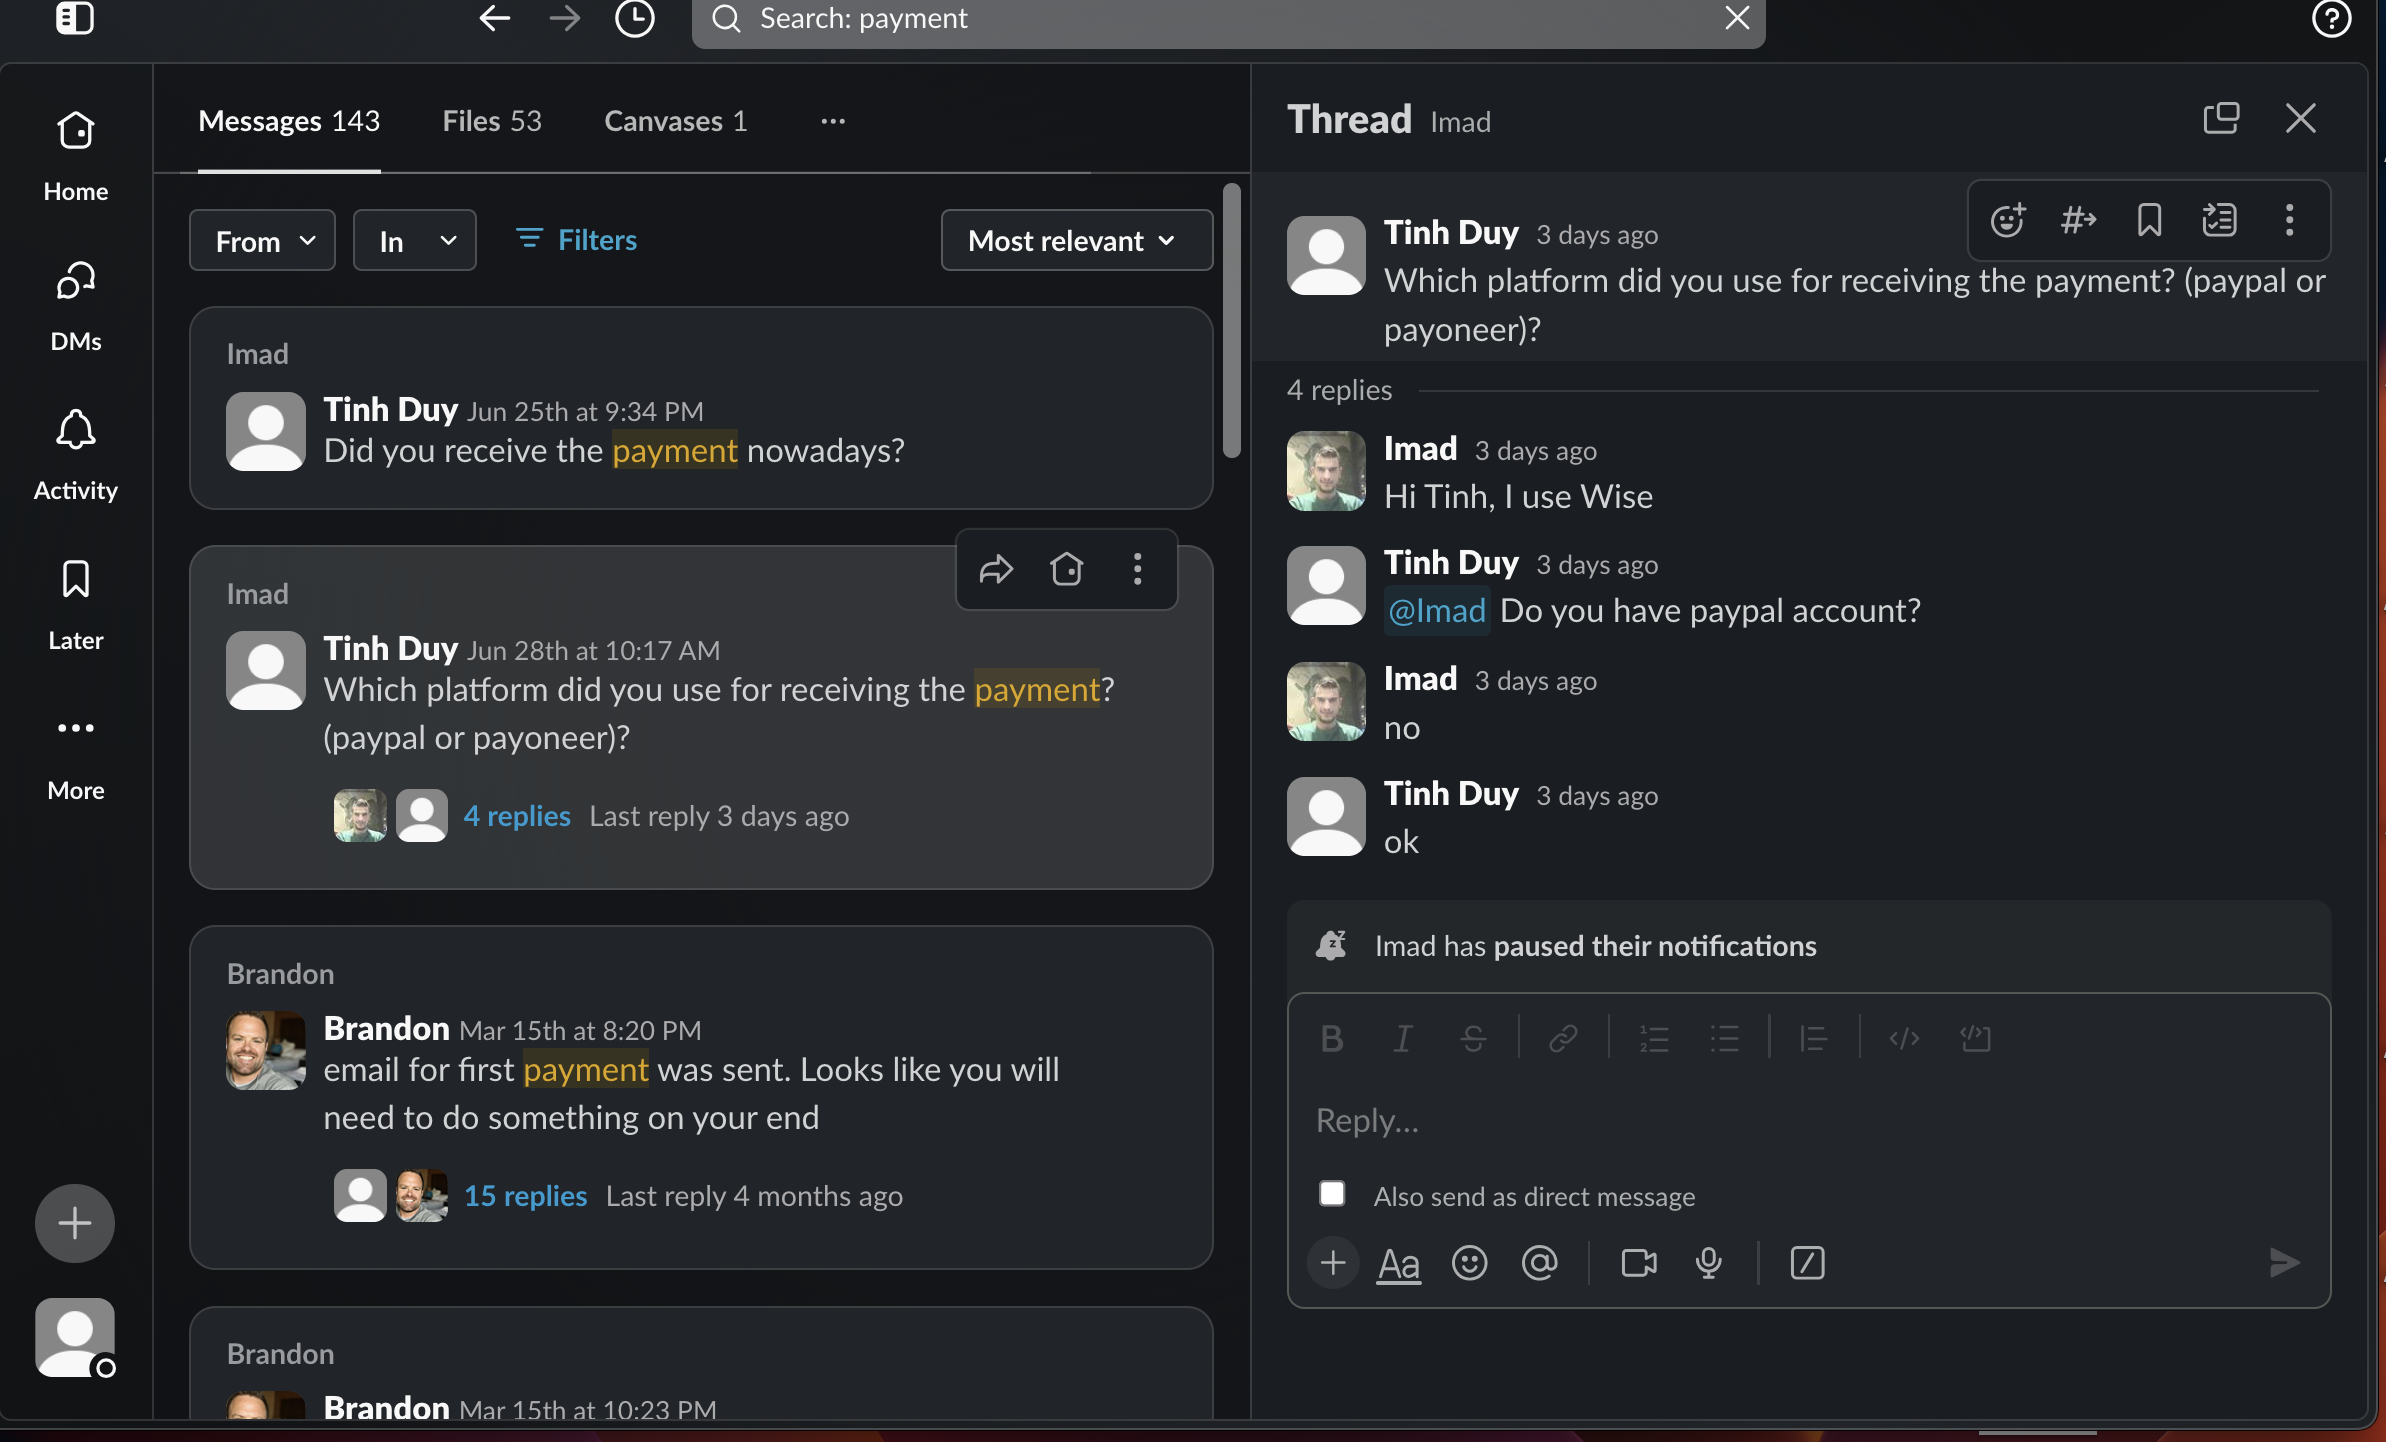 Search: payment
Home
DMs
Activity
Later
More
Messages 143
Files 53
Canvases 1
From
In
Filters
Most relevant
Imad
Tinh Duy Jun 25th at 9:34 PM
Did you receive the payment nowadays?
Imad
Tinh Duy Jun 28th at 10:17 AM
Which platform did you use for receiving the payment?
(paypal or payoneer)?
4 replies Last reply 3 days ago
Brandon
Brandon Mar 15th at 8:20 PM
email for first payment was sent. Looks like you will
need to do something on your end
15 replies Last reply 4 months ago
Brandon
Brandon Mar 15th at 10:23 PM
Thread Imad
Tinh Duy 3 days ago
Which platform did you use for receiving the payment? (paypal or
payoneer)?
4 replies
Imad 3 days ago
Hi Tinh, I use Wise
Tinh Duy 3 days ago
@Imad Do you have paypal account?
Imad 3 days ago
no
Tinh Duy 3 days ago
ok
Imad has paused their notifications
Reply...
Also send as direct message
Aa